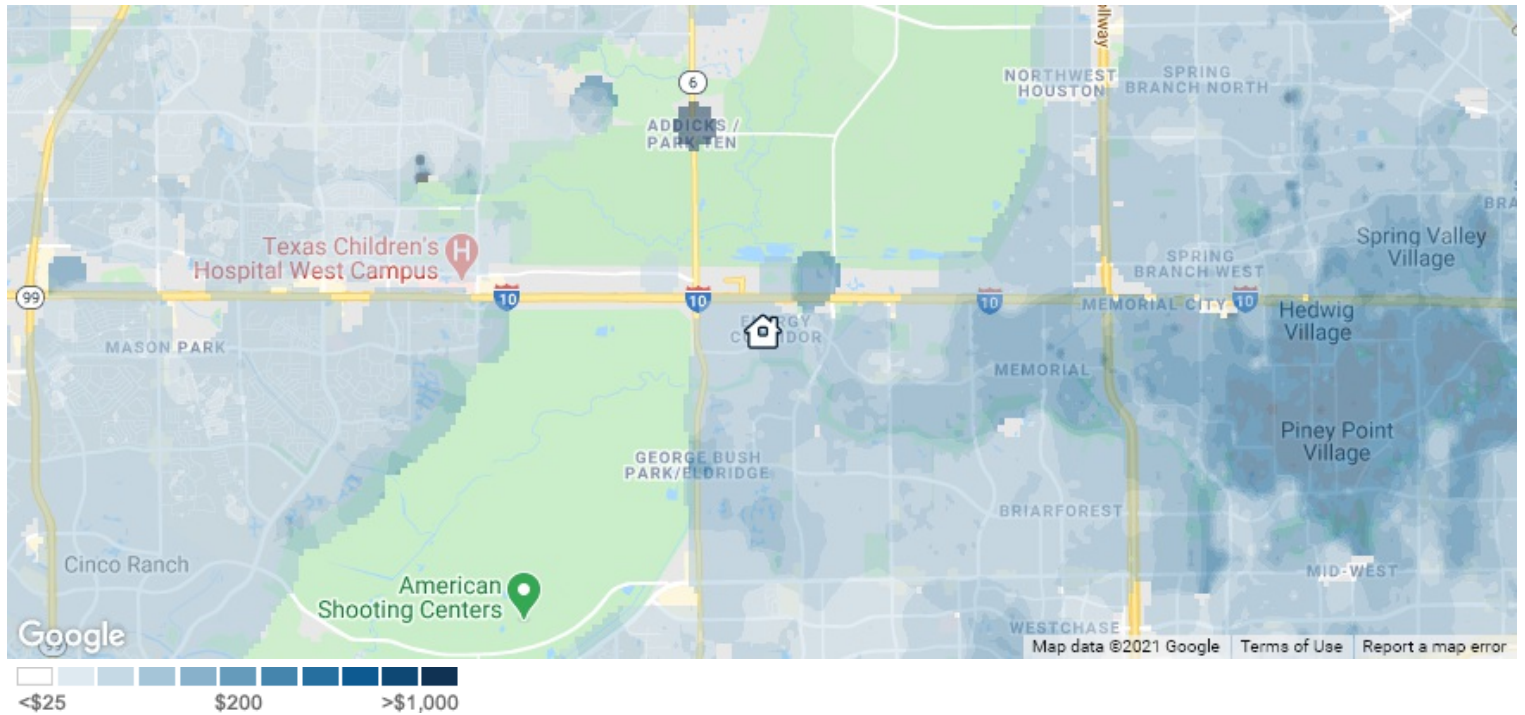 llway
6
NORTHWEST
HOUSTON
SPRING
BRANCH NORTH
ADDICKS /
PARK TEN
Texas Children's
Hospital West Campus
H
Spring Valley
Village
SPRING
BRANCH WEST
99
10
10
10
10
MEMORIAL CITY
Hedwig
Village
ENERGY
CORRIDOR
MASON PARK
MEMORIAL
Piney Point
Village
GEORGE BUSH
PARK/ELDRIDGE
BRIARFOREST
Cinco Ranch
MID-WEST
American
Shooting Centers
WESTCHASE
Google
99
Map data ©2021 Google
Terms of Use
Report a map error
<$25
$200
>$1,000